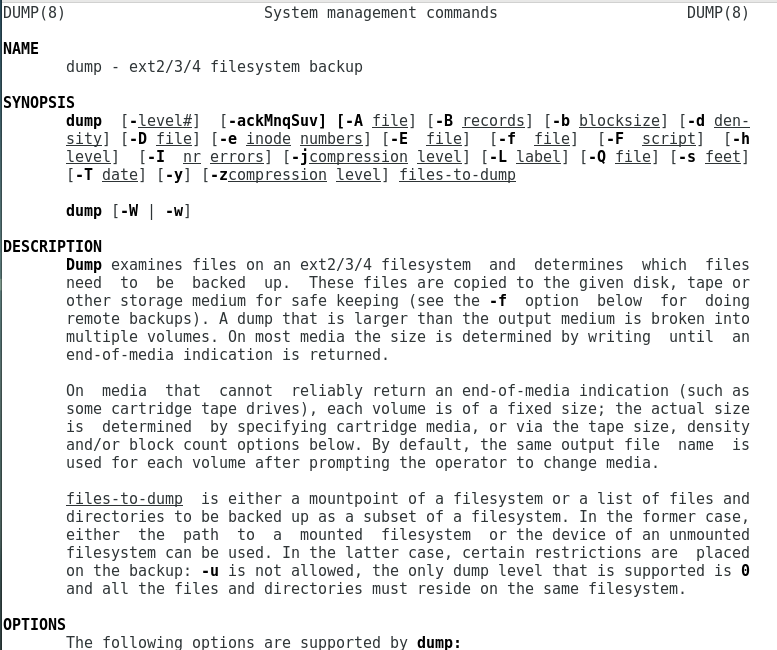 DUMP(8) System management commands DUMP(8)
NAME
dump - ext2/3/4 filesystem backup
SYNOPSIS
dump [-level#] [-ackMnqSuv] [-A file] [-B records] [-b blocksize] [-d den-
sity] [-D file] [-e inode numbers] [-E file] [-f file] [-F script] [-h
level] [-I nr errors] [-jcompression level] [-L label] [-Q file] [-s feet]
[-T date] [-y] [-zcompression level] files-to-dump
dump [-W | -w]
DESCRIPTION
Dump examines files on an ext2/3/4 filesystem and determines which files
need to be backed up. These files are copied to the given disk, tape or
other storage medium for safe keeping (see the -f option below for doing
remote backups). A dump that is larger than the output medium is broken into
multiple volumes. On most media the size is determined by writing until an
end-of-media indication is returned.
On media that cannot reliably return an end-of-media indication (such as
some cartridge tape drives), each volume is of a fixed size; the actual size
is determined by specifying cartridge media, or via the tape size, density
and/or block count options below. By default, the same output file name is
used for each volume after prompting the operator to change media.
files-to-dump is either a mountpoint of a filesystem or a list of files and
directories to be backed up as a subset of a filesystem. In the former case,
either the path to a mounted filesystem or the device of an unmounted
filesystem can be used. In the latter case, certain restrictions are placed
on the backup: -u is not allowed, the only dump level that is supported is 0
and all the files and directories must reside on the same filesystem.
OPTIONS
The following options are supported by dump: